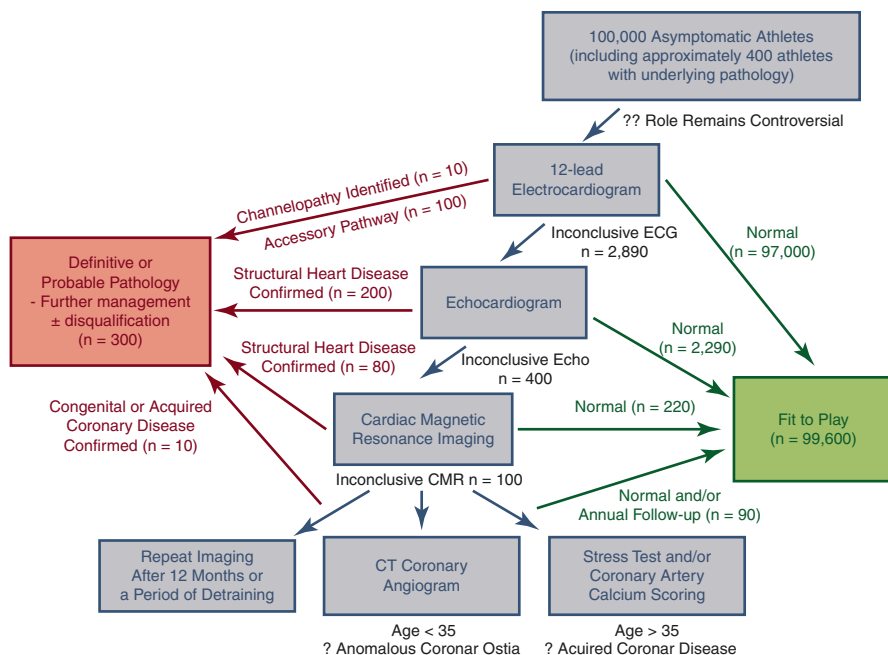 100,000 Asymptomatic Athletes
(including approximately 400 athletes
with underlying pathology)
?? Role Remains Controversial
12-lead
Electrocardiogram
Channelopathy Identified (n = 10)
Accessory Pathway (n = 100)
Normal
(n = 97,000)
Inconclusive ECG
n = 2,890
Definitive or
Probable Pathology
- Further management
± disqualification
(n = 300)
Structural Heart Disease
Confirmed (n = 200)
Echocardiogram
Normal
(n = 2,290)
Inconclusive Echo
n = 400
Structural Heart Disease
Confirmed (n = 80)
Cardiac Magnetic
Resonance Imaging
Normal (n = 220)
Fit to Play
(n = 99,600)
Congenital or Acquired
Coronary Disease
Confirmed (n = 10)
Inconclusive CMR n = 100
Normal and/or
Annual Follow-up (n = 90)
Repeat Imaging
After 12 Months or
a Period of Detraining
CT Coronary
Angiogram
Stress Test and/or
Coronary Artery
Calcium Scoring
Age < 35
? Anomalous Coronar Ostia
Age > 35
? Acuired Coronar Disease